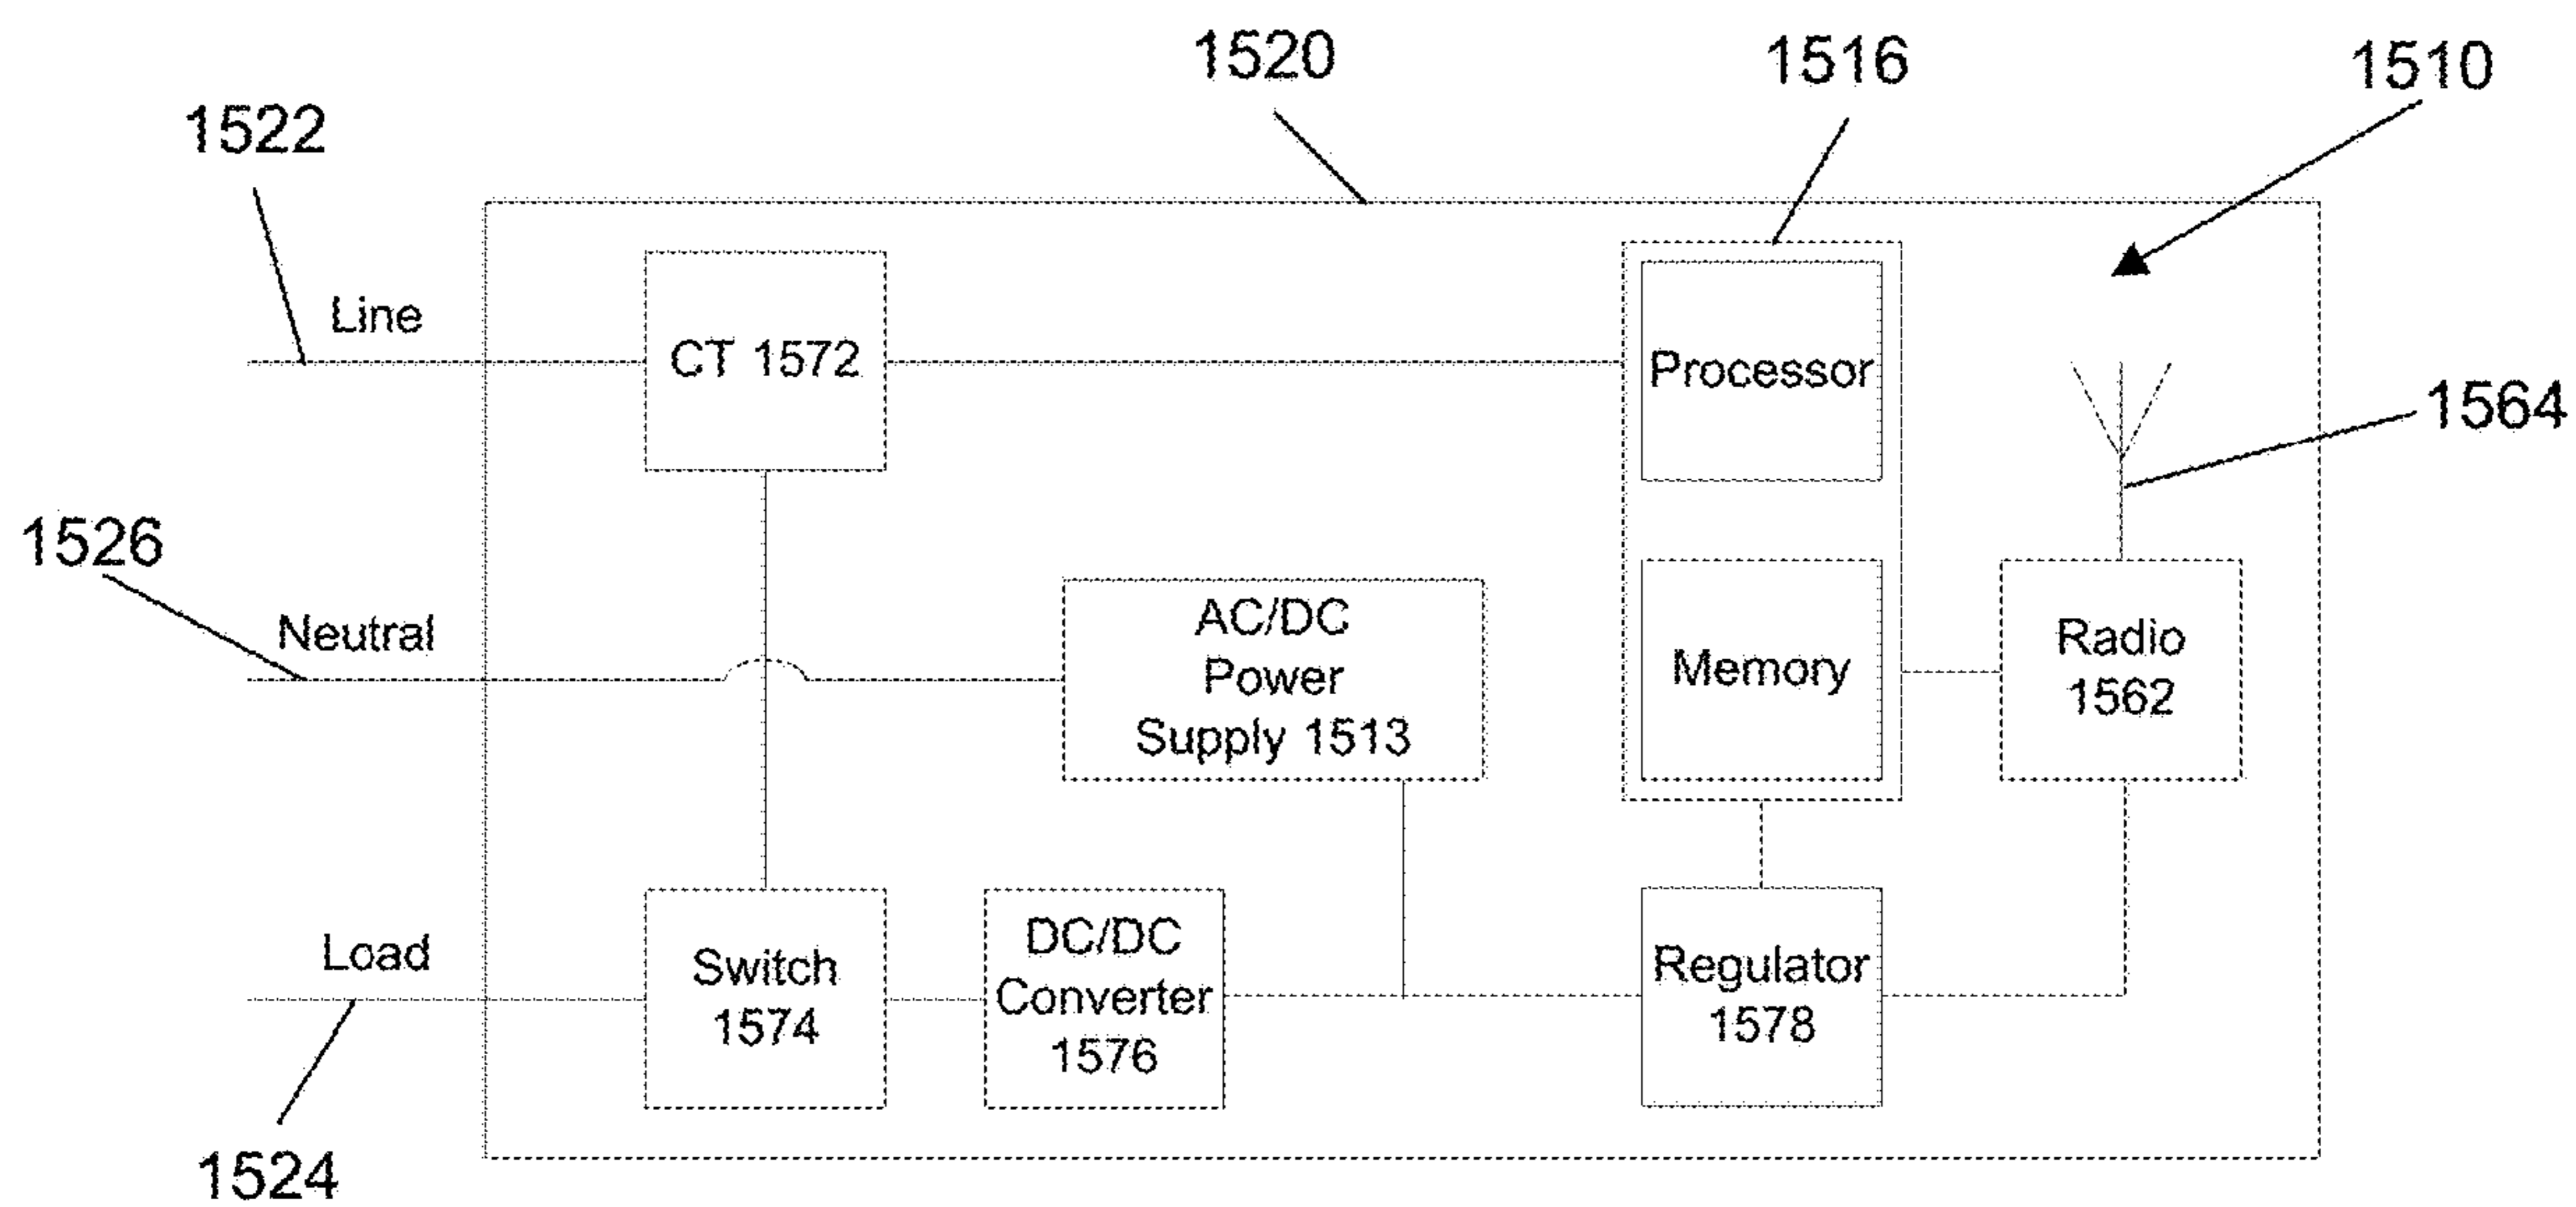 1520
1516
1510
1522
Line
CT 1572
Processor
1564
1526
Neutral
AC/DC
Power
Supply 1513
Memory
Radio
1562
Load
Switch
1574
DC/DC
Converter
1576
Regulator
1578
1524